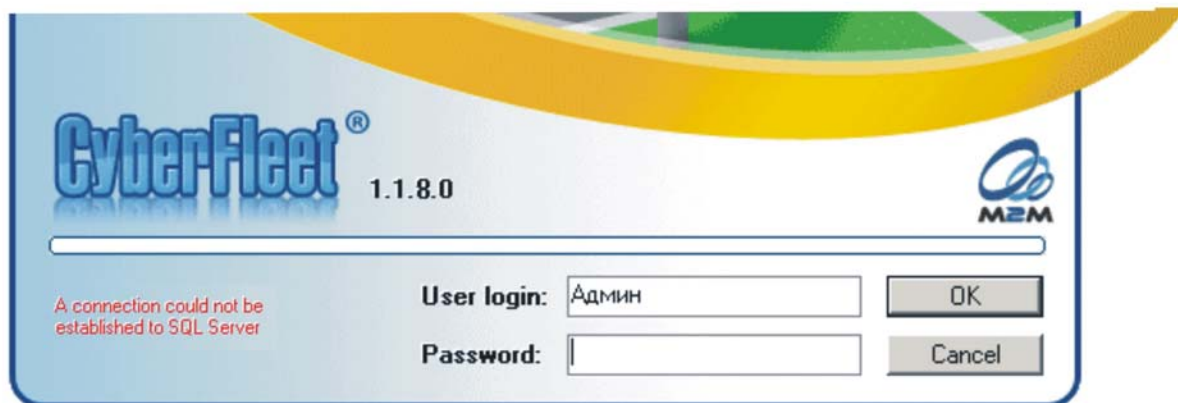 CyberFleet®
1.1.8.0
M2M
A connection could not be
established to SQL Server
User login:
Админ
OK
Password:
Cancel